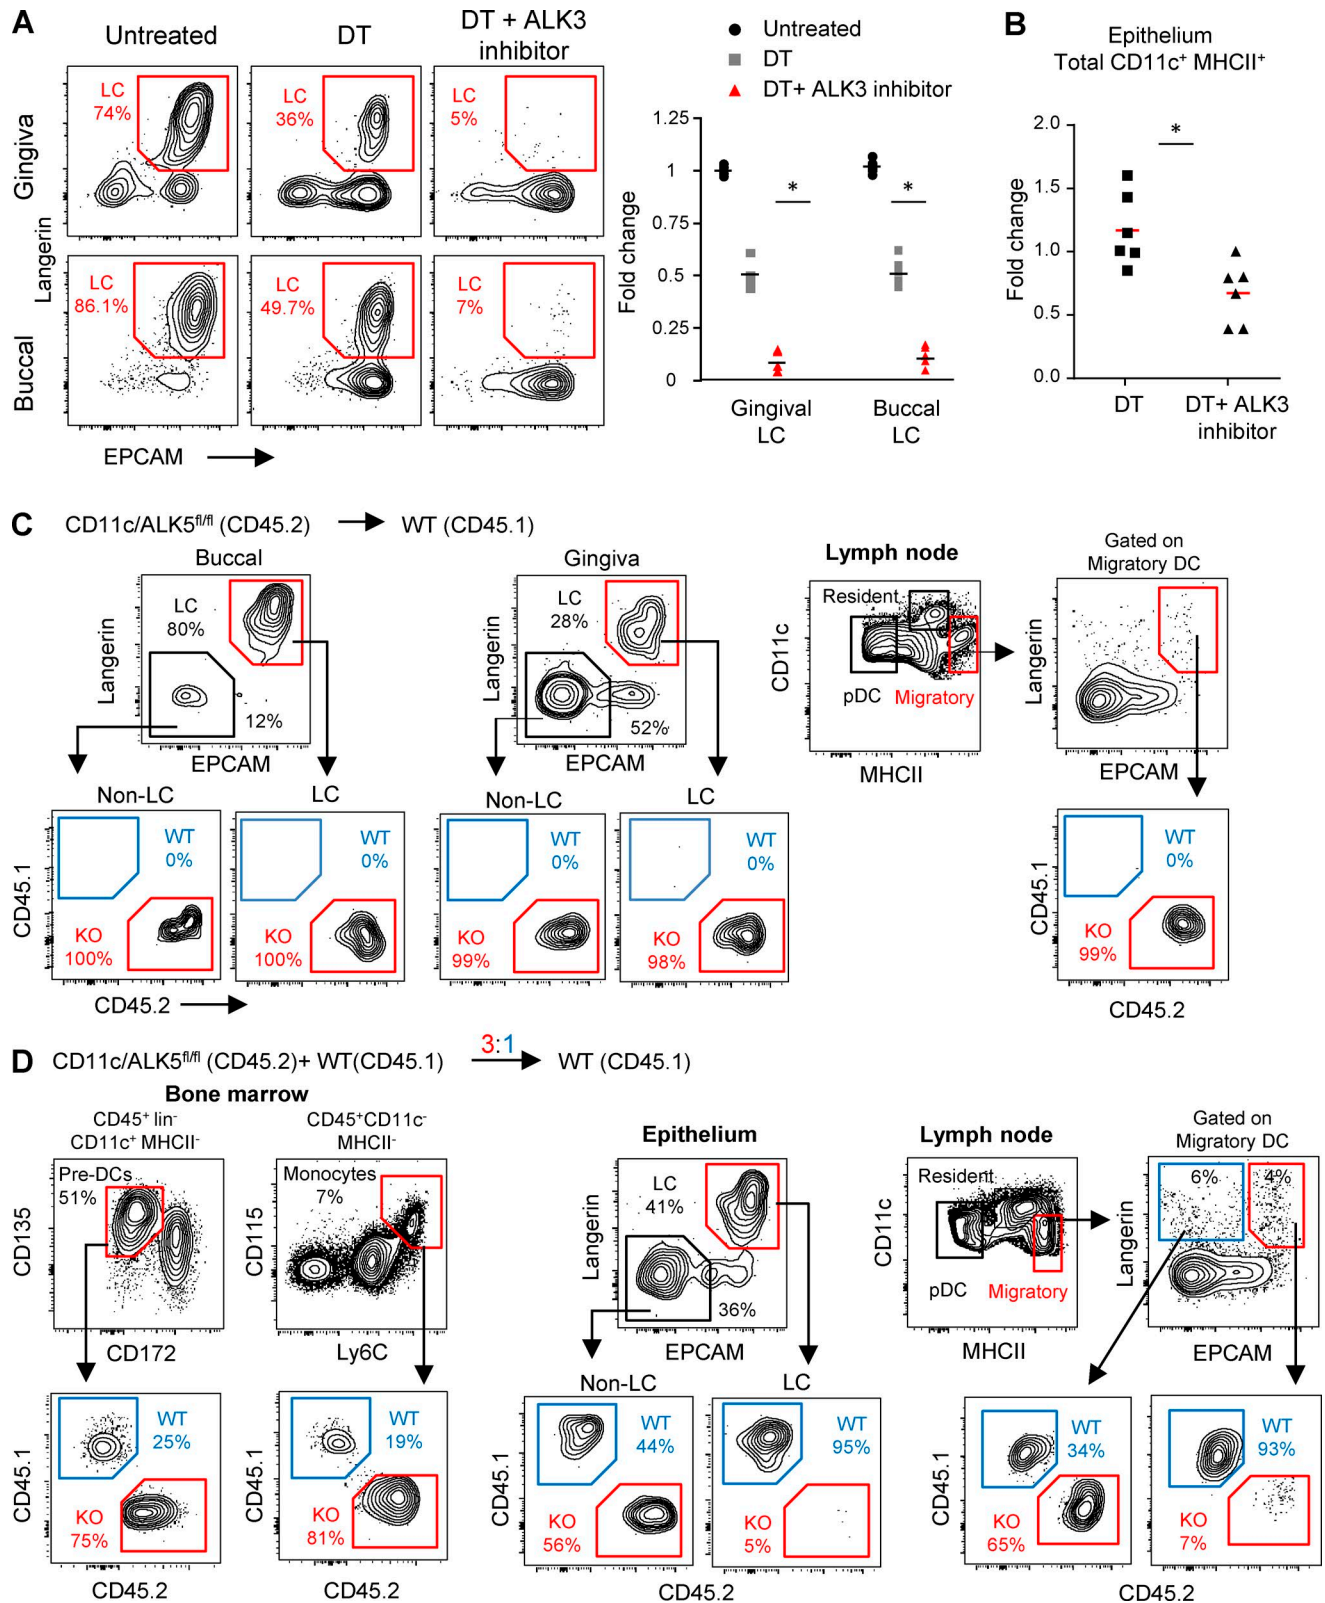 A
Untreated
DT
DT + ALK3
inhibitor
Untreated
DT
DT+ ALK3 inhibitor
Gingiva
Buccal
Langerin
LC
74%
LC
36%
LC
5%
LC
86.1%
LC
49.7%
LC
7%
EPCAM
Fold change
1.25
1
0.75
0.5
0.25
0
*
*
Gingival
LC
Buccal
LC
B
Epithelium
Total CD11c⁺ MHCII⁺
Fold change
2.0
1.5
1.0
0.5
0.0
*
DT
DT+ ALK3
inhibitor
C
CD11c/ALK5fl/fl (CD45.2)
WT (CD45.1)
Buccal
Langerin
LC
80%
12%
EPCAM
Gingiva
Langerin
LC
28%
52%
EPCAM
Lymph node
CD11c
Resident
pDC
Migratory
MHCII
Gated on
Migratory DC
Langerin
EPCAM
Non-LC
LC
Non-LC
LC
CD45.1
WT
0%
KO
100%
WT
0%
KO
100%
WT
0%
KO
99%
WT
0%
KO
98%
CD45.2
CD45.1
WT
0%
KO
99%
CD45.2
D
CD11c/ALK5fl/fl (CD45.2)+ WT(CD45.1)
3:1
WT (CD45.1)
Bone marrow
CD45⁺ lin⁻
CD11c⁺ MHCII⁻
CD135
Pre-DCs
51%
CD172
CD45⁺CD11c⁻
MHCII⁻
CD115
Monocytes
7%
Ly6C
Epithelium
Langerin
LC
41%
36%
EPCAM
Lymph node
CD11c
Resident
pDC
Migratory
MHCII
Gated on
Migratory DC
Langerin
6%
4%
EPCAM
Non-LC
LC
CD45.1
WT
25%
KO
75%
CD45.2
CD45.1
WT
19%
KO
81%
CD45.2
CD45.1
WT
44%
KO
56%
WT
95%
KO
5%
CD45.2
CD45.1
WT
34%
KO
65%
WT
93%
KO
7%
CD45.2